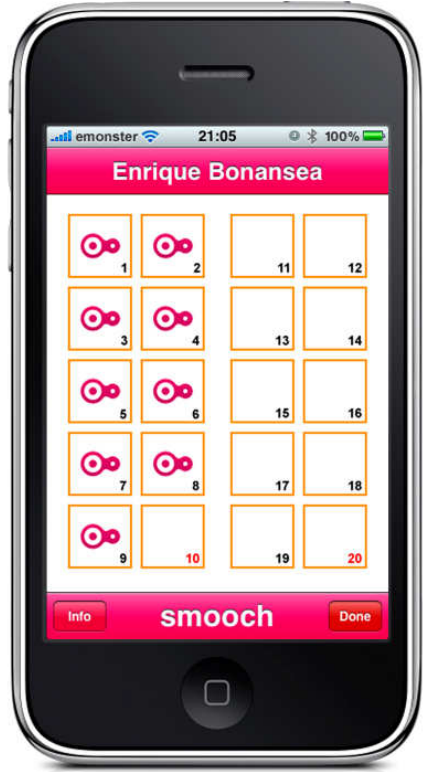 emonster 21:05 100%
Enrique Bonansea
1 2 11 12
3 4 13 14
5 6 15 16
7 8 17 18
9 10 19 20
Info smooch Done